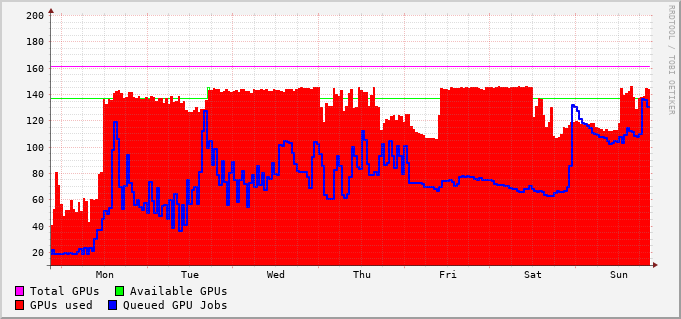 200
180
160
140
120
100
80
60
40
20
Mon Tue Wed Thu Fri Sat Sun
Total GPUs Available GPUs
GPUs used Queued GPU Jobs
RRDTOOL / TOBI OETIKER